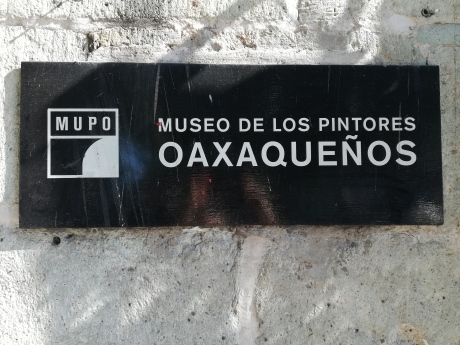 MUPO
MUSEO DE LOS PINTORES
OAXAQUEÑOS